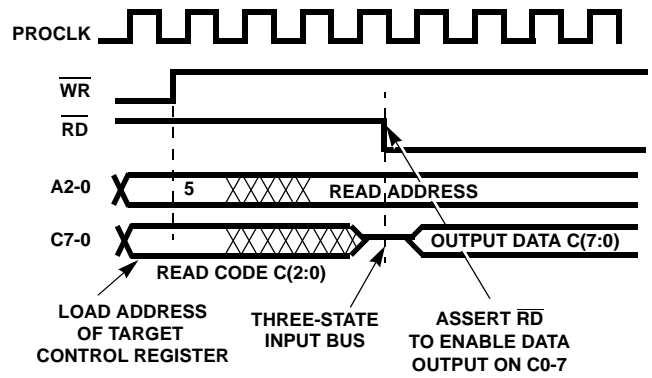 PROCLK
WR
RD
A2-0
5
READ ADDRESS
C7-0
OUTPUT DATA C(7:0)
READ CODE C(2:0)
LOAD ADDRESS
OF TARGET
CONTROL REGISTER
THREE-STATE
INPUT BUS
ASSERT RD
TO ENABLE DATA
OUTPUT ON C0-7